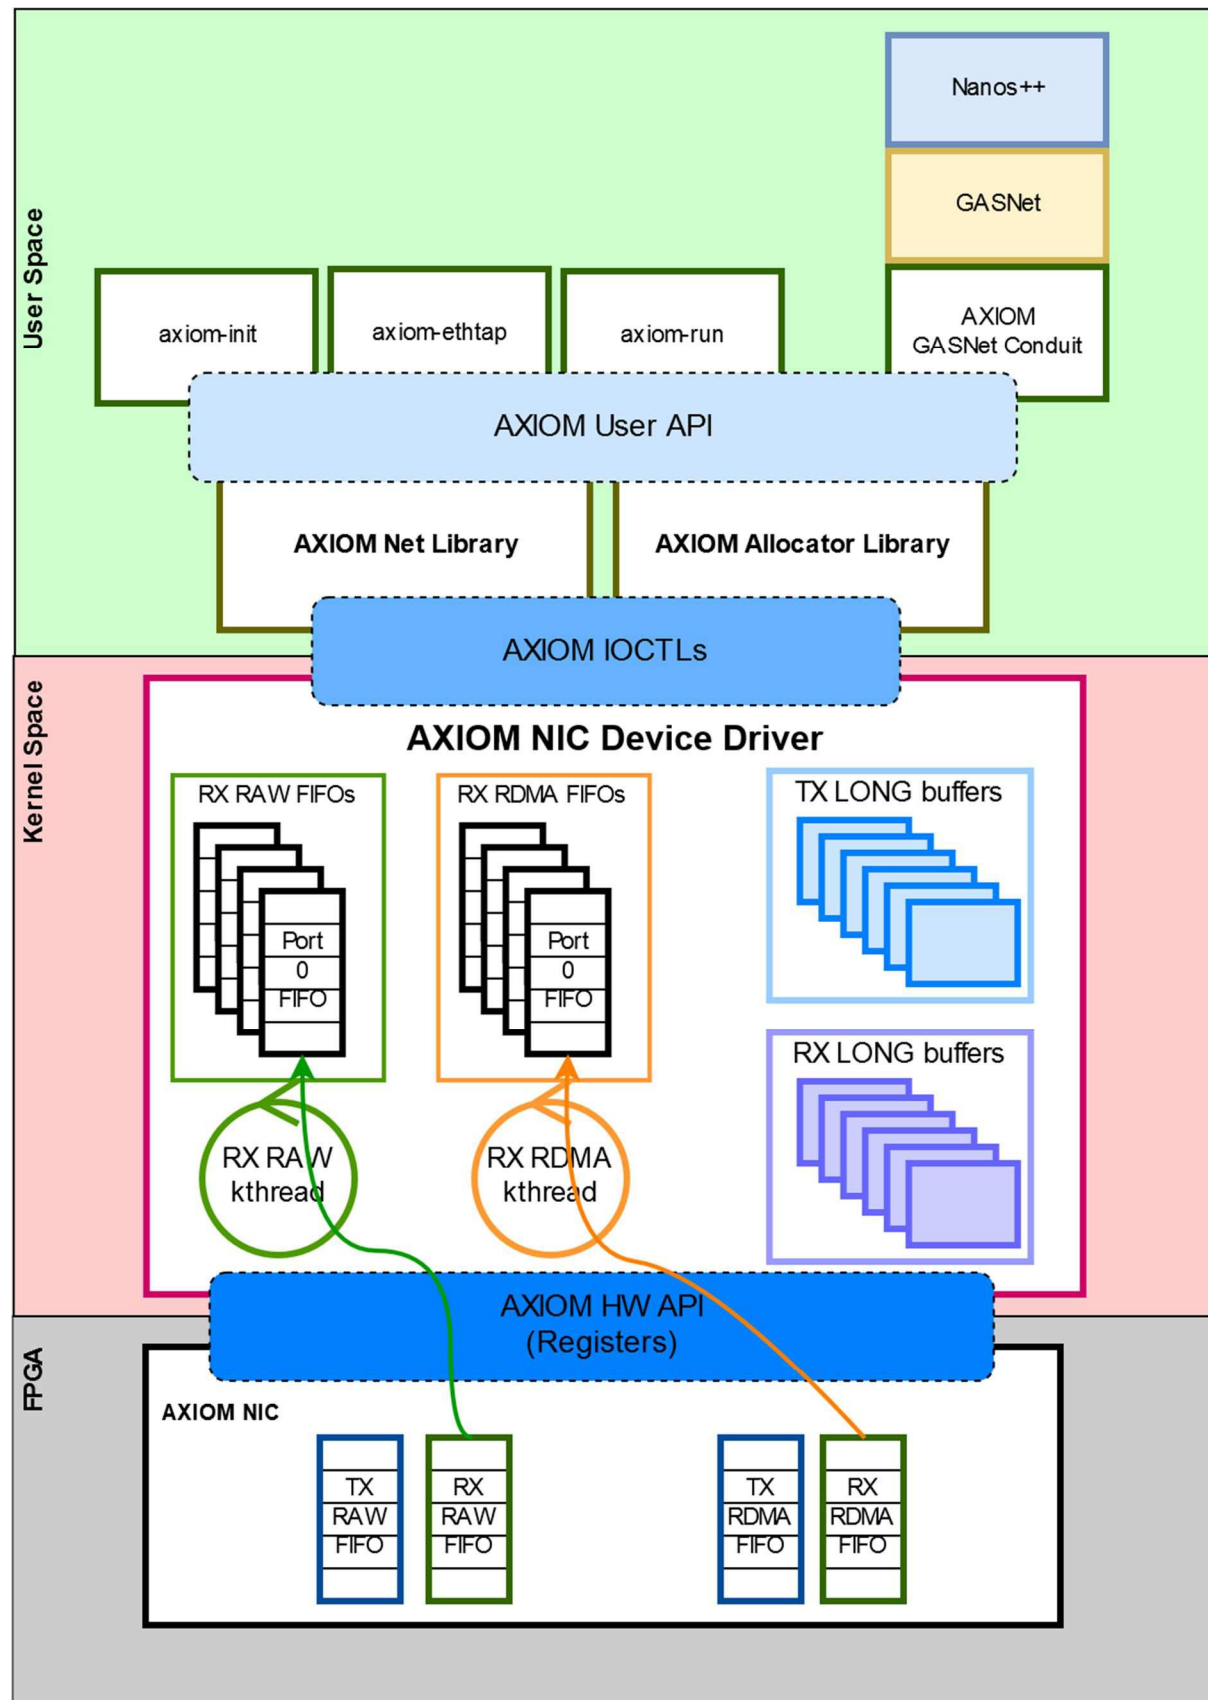 User Space
Nanos++
GASNet
axiom-init
axiom-ethtap
axiom-run
AXIOM
GASNet Conduit
AXIOM User API
AXIOM Net Library
AXIOM Allocator Library
AXIOM IOCTLs
Kernel Space
AXIOM NIC Device Driver
RX RAW FIFOs
Port
0
FIFO
RX RDMA FIFOs
Port
0
FIFO
TX LONG buffers
RX LONG buffers
RX RAW
kthread
RX RDMA
kthread
AXIOM HW API
(Registers)
FPGA
AXIOM NIC
TX
RAW
FIFO
RX
RAW
FIFO
TX
RDMA
FIFO
RX
RDMA
FIFO